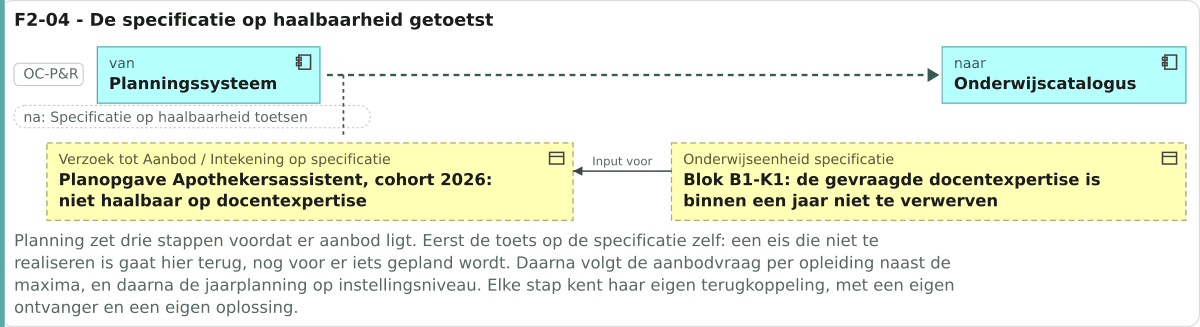 F2-04 - De specificatie op haalbaarheid getoetst
OC-P&R
van
Planningssysteem
naar
Onderwijscatalogus
na: Specificatie op haalbaarheid toetsen
Verzoek tot Aanbod / Intekening op specificatie
Planopgave Apothekersassistent, cohort 2026:
niet haalbaar op docentexpertise
Input voor
Onderwijseenheid specificatie
Blok B1-K1: de gevraagde docentexpertise is
binnen een jaar niet te verwerven
Planning zet drie stappen voordat er aanbod ligt. Eerst de toets op de specificatie zelf: een eis die niet te
realiseren is gaat hier terug, nog voor er iets gepland wordt. Daarna volgt de aanbodvraag per opleiding naast de
maxima, en daarna de jaarplanning op instellingsniveau. Elke stap kent haar eigen terugkoppeling, met een eigen
ontvanger en een eigen oplossing.